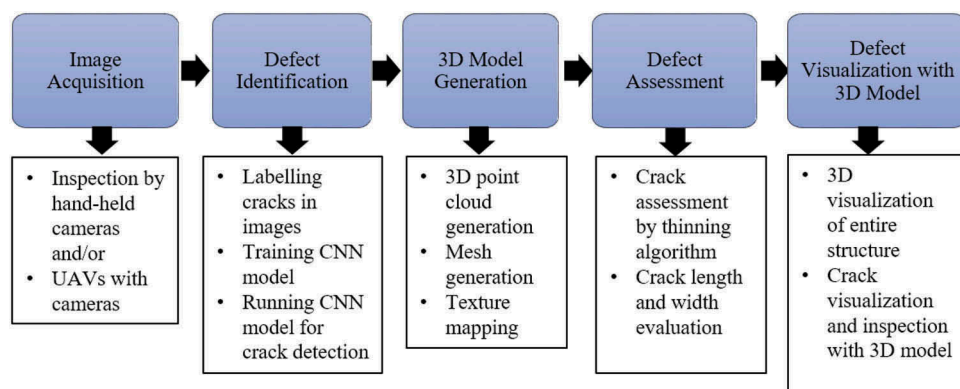 Image
Acquisition
Defect
Identification
3D Model
Generation
Defect
Assessment
Defect
Visualization with
3D Model
• Inspection by
hand-held
cameras
and/or
• UAVs with
cameras
• Labelling
cracks in
images
• Training CNN
model
• Running CNN
model for
crack detection
• 3D point
cloud
generation
• Mesh
generation
• Texture
mapping
• Crack
assessment
by thinning
algorithm
• Crack length
and width
evaluation
• 3D
visualization
of entire
structure
• Crack
visualization
and inspection
with 3D model